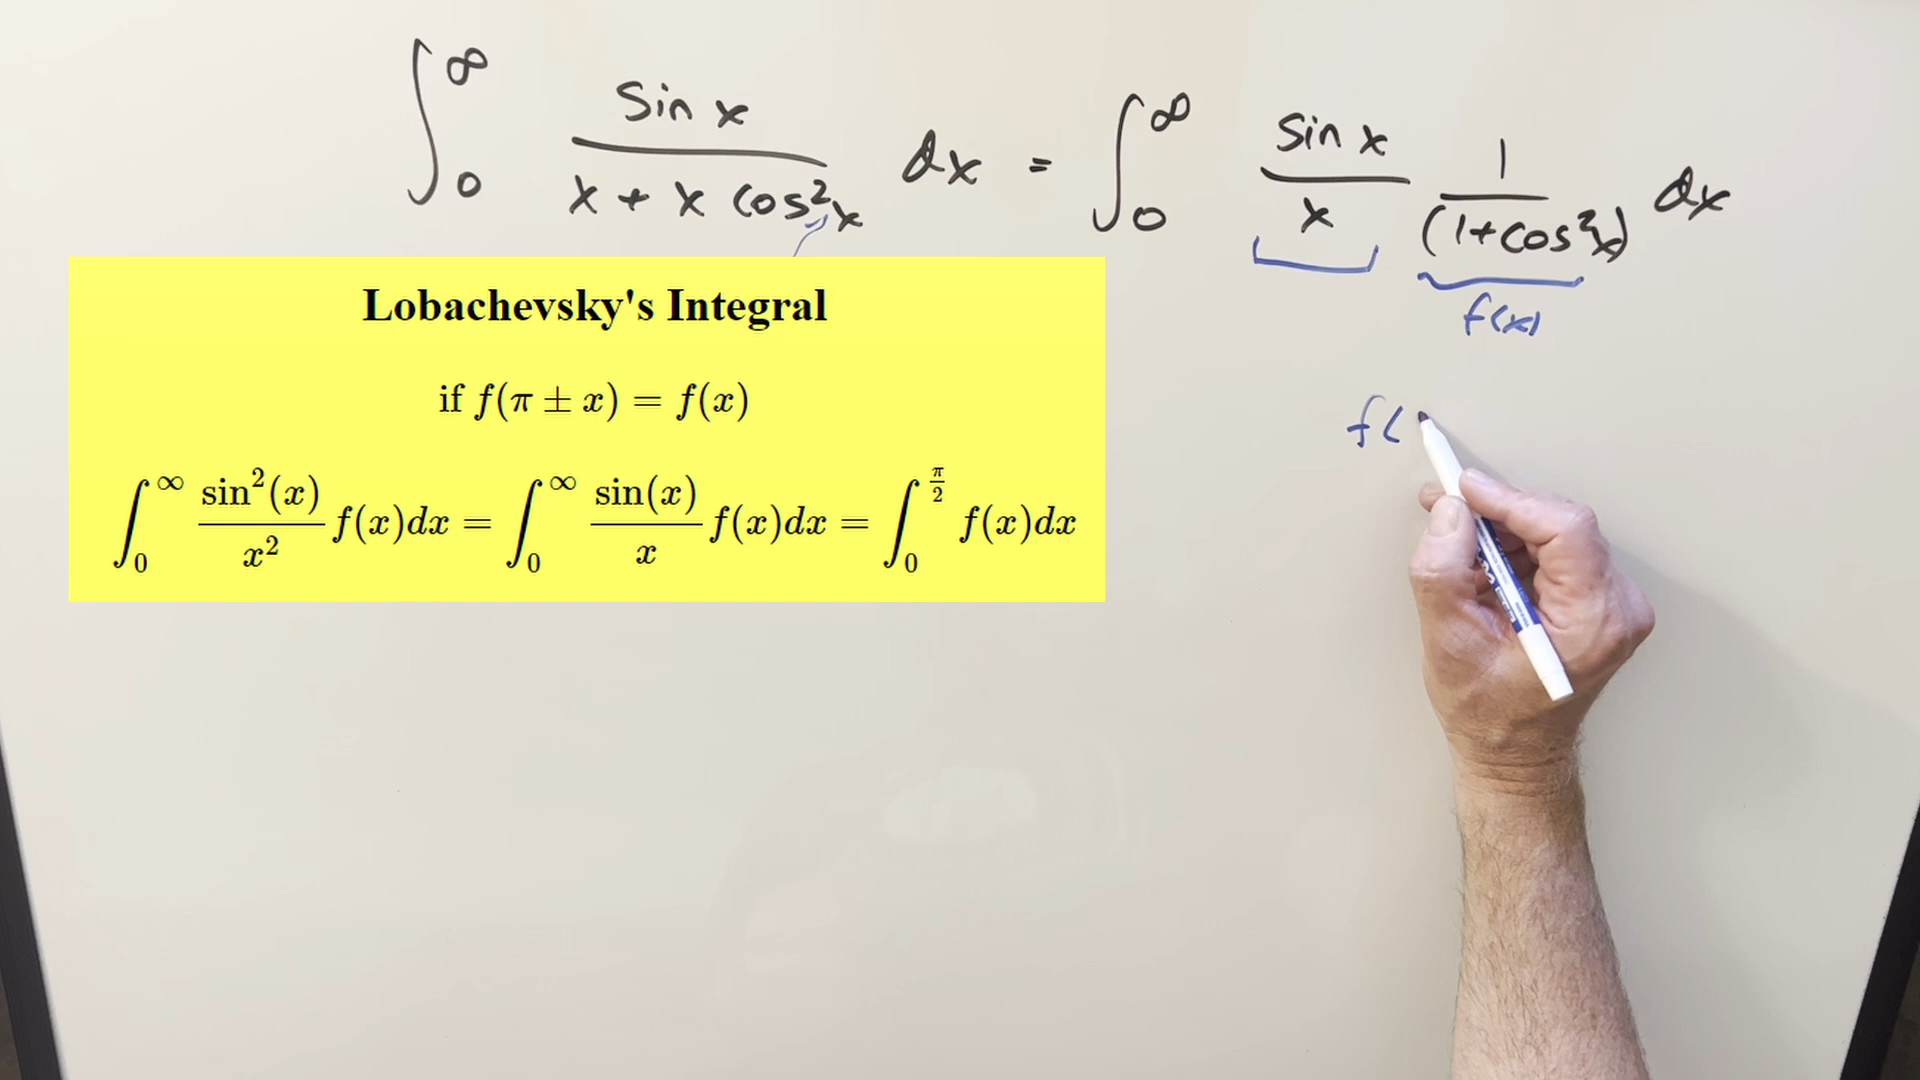 ∫₀^∞ sin x / (x + x cos²x) dx = ∫₀^∞ (sin x / x) (1 / (1+cos²x)) dx
f(x)
Lobachevsky's Integral
if f(π ± x) = f(x)
∫₀^∞ (sin²(x) / x²) f(x)dx = ∫₀^∞ (sin(x) / x) f(x)dx = ∫₀^(π/2) f(x)dx
f(